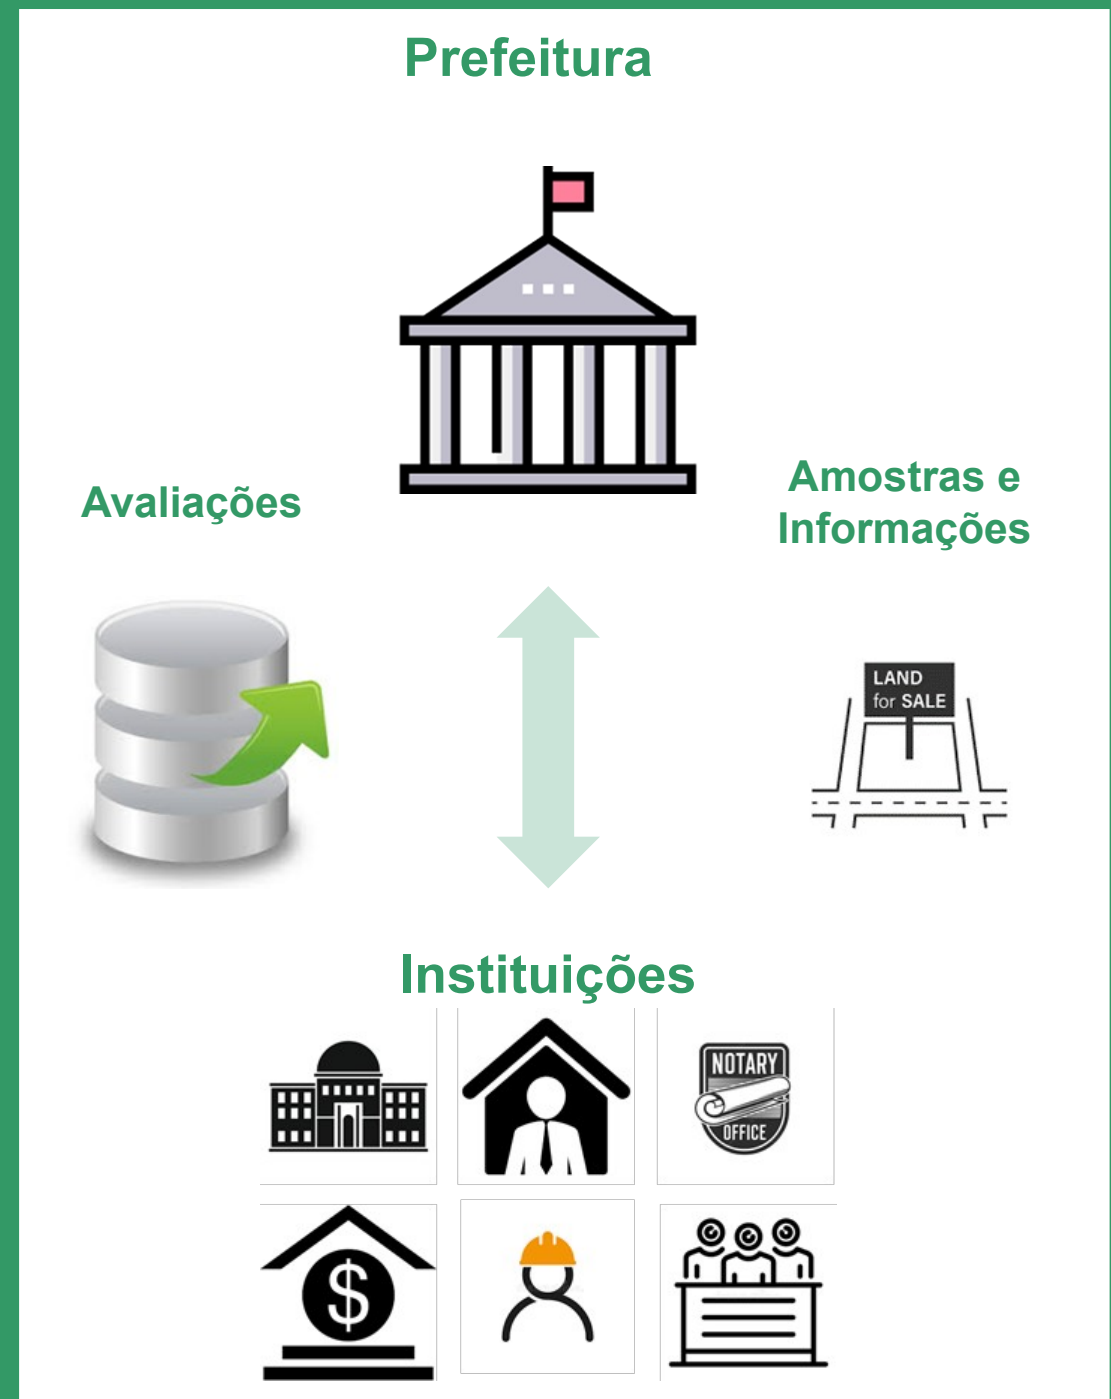 Prefeitura
Avaliações
Amostras e
Informações
LAND
for SALE
Instituições
NOTARY
OFFICE
$